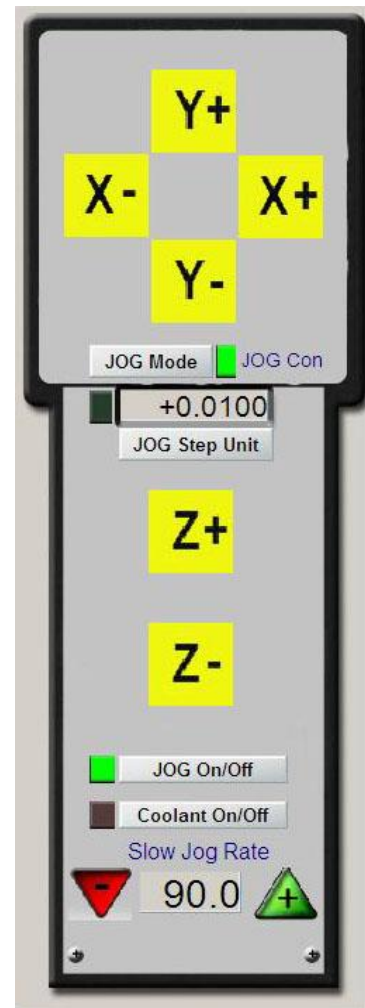 Y+
X- X+
Y-
JOG Mode JOG Con
+0.0100
JOG Step Unit
Z+
Z-
JOG On/Off
Coolant On/Off
Slow Jog Rate
- 90.0 +